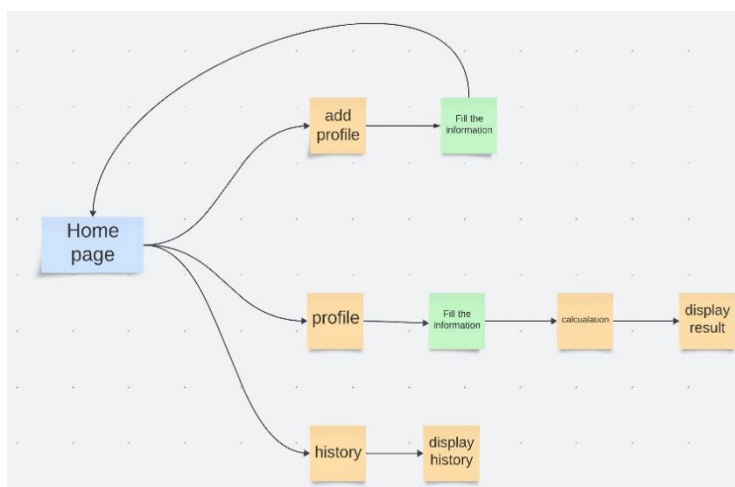 add
profile
Fill the
information
Home
page
profile
Fill the
information
calcualation
display
result
history
display
history